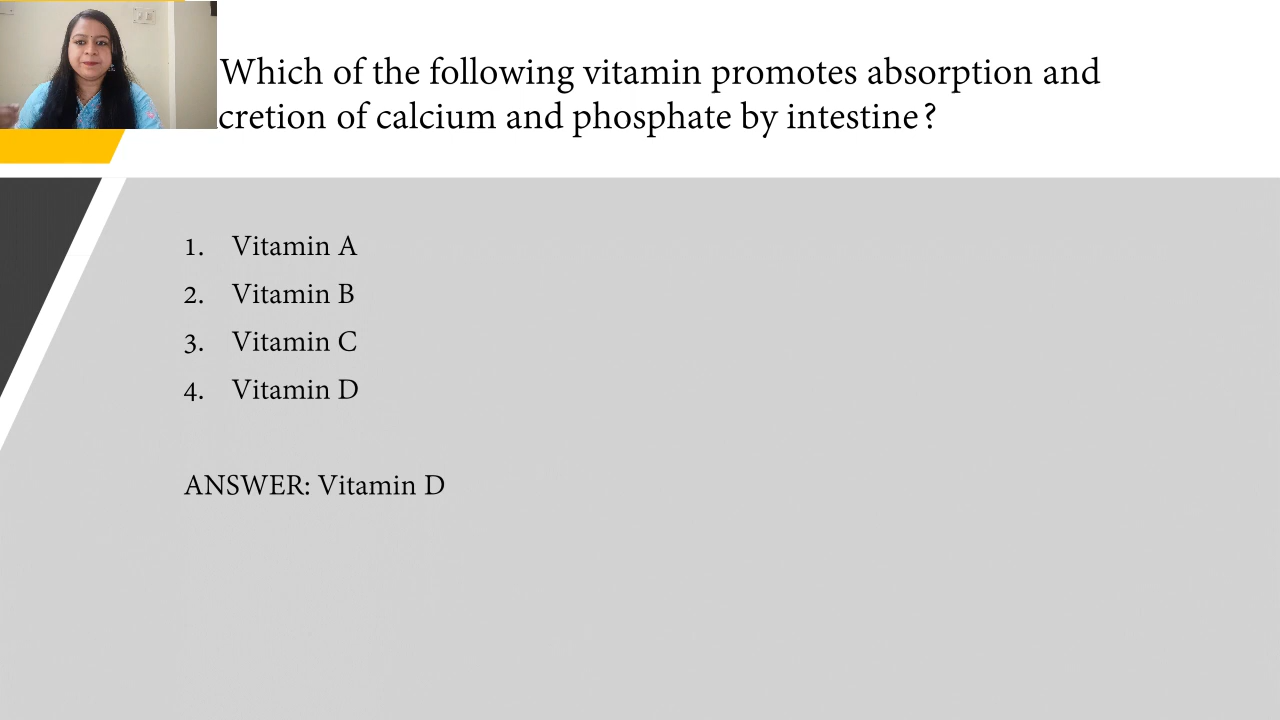 Which of the following vitamin promotes absorption and
cretion of calcium and phosphate by intestine?
1. Vitamin A
2. Vitamin B
3. Vitamin C
4. Vitamin D
ANSWER: Vitamin D